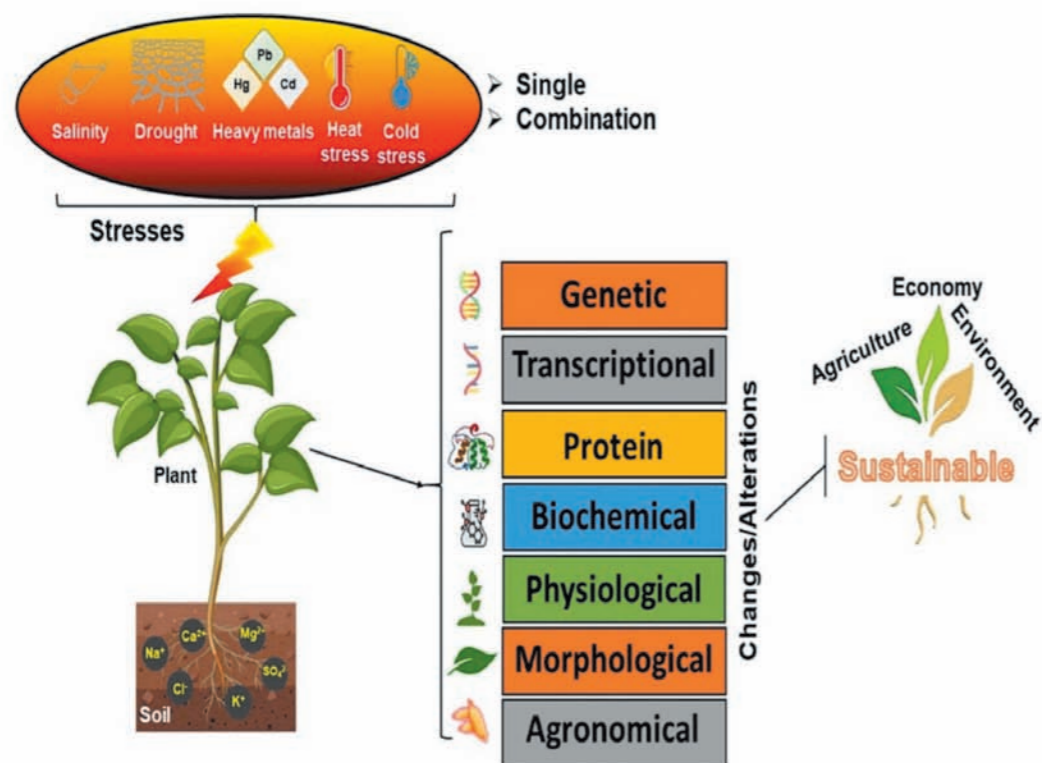 Pb
Hg
Cd
Salinity
Drought
Heavy metals
Heat
stress
Cold
stress
➢ Single
➢ Combination
Stresses
Plant
Na⁺
Ca²⁺
Mg²⁻
Cl⁻
K⁺
SO₄²
Soil
Genetic
Transcriptional
Protein
Biochemical
Physiological
Morphological
Agronomical
Changes/Alterations
Economy
Agriculture
Environment
Sustainable